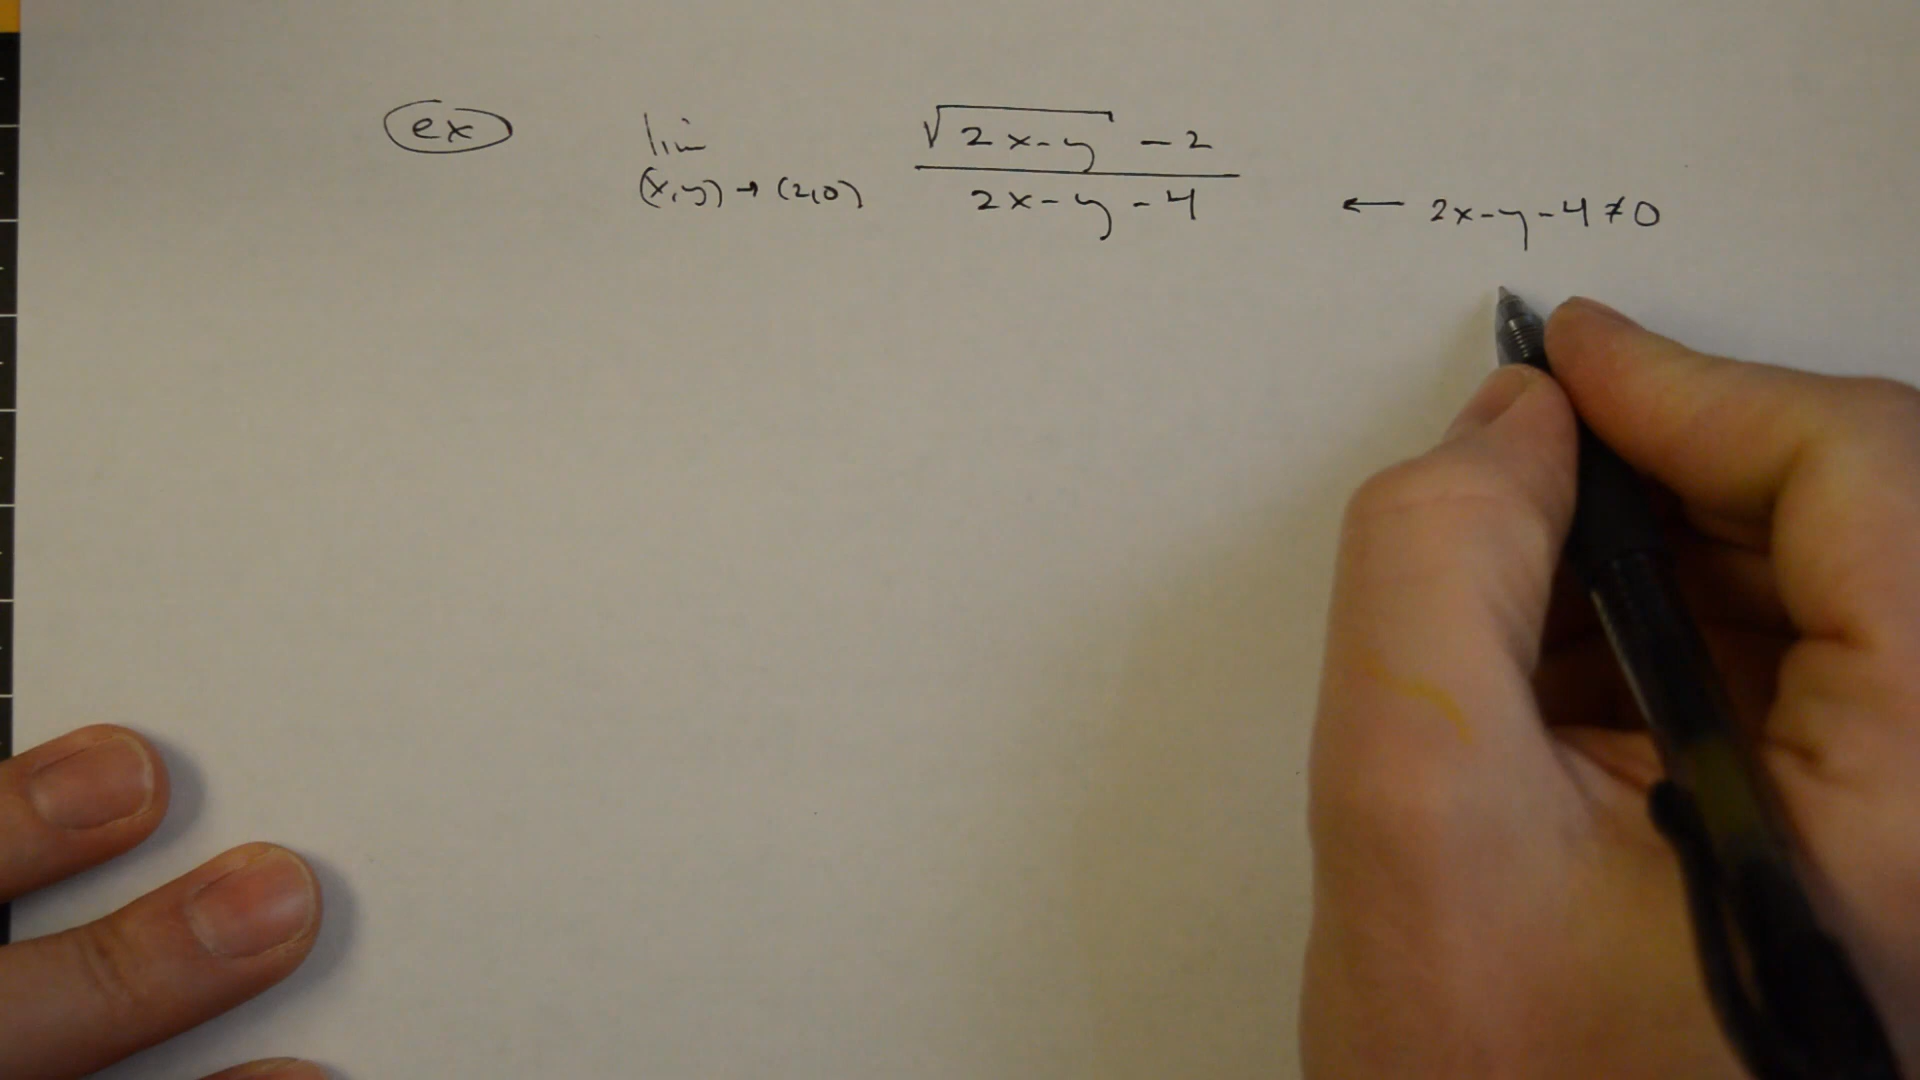 ex lim (x,y) → (2,0) √(2x-y) - 2 / 2x-y-4 ← 2x-y-4≠0